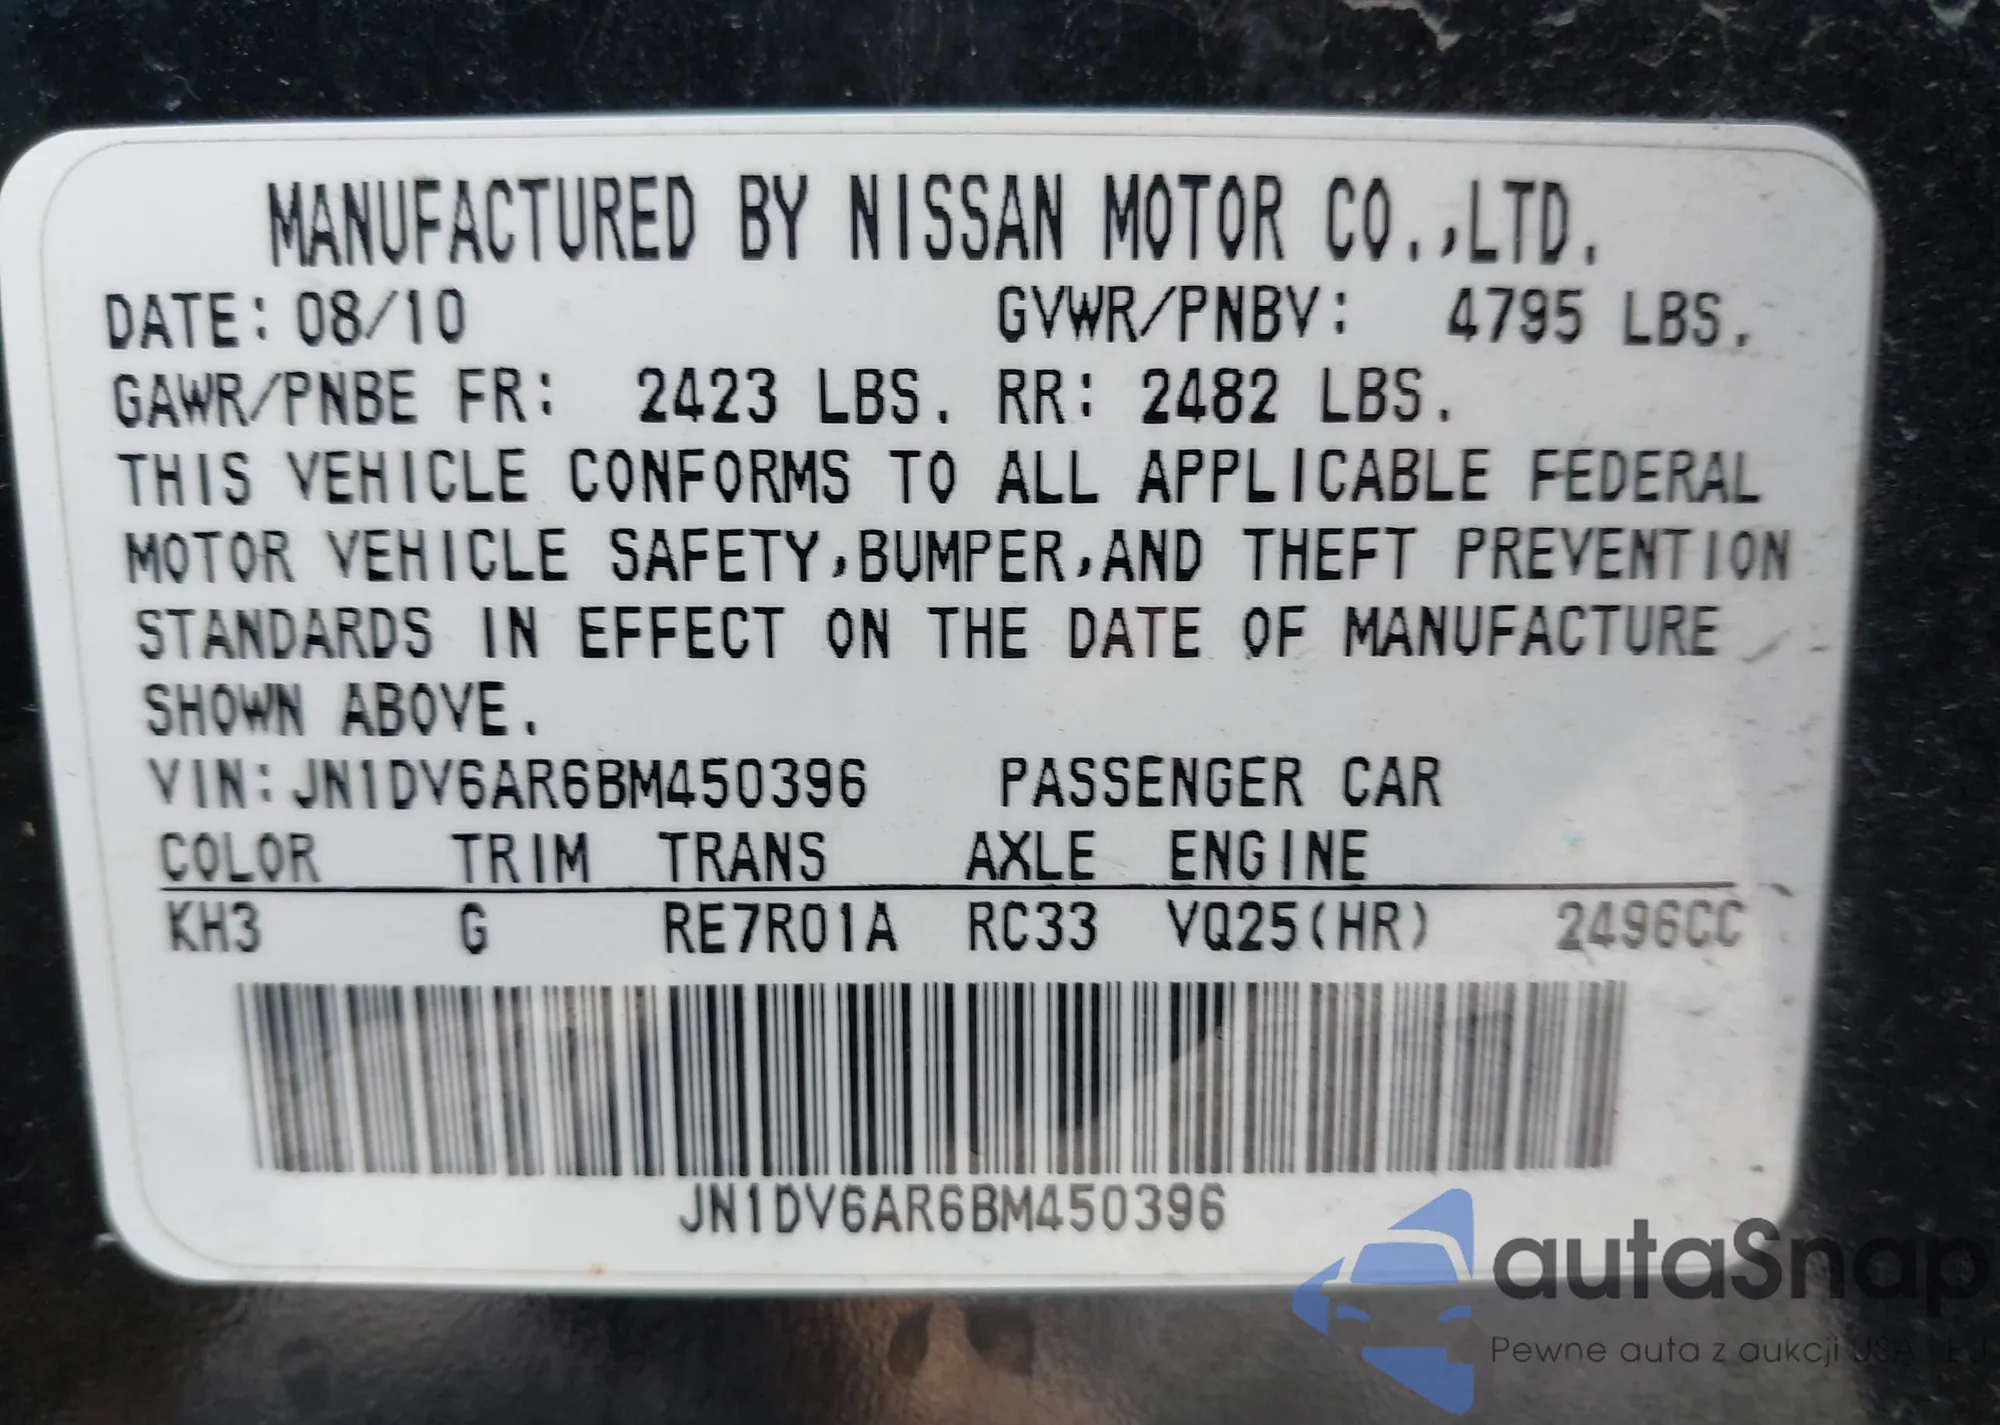 MANUFACTURED BY NISSAN MOTOR CO.,LTD.
DATE: 08/10 GVWR/PNBV: 4795 LBS.
GAWR/PNBE FR: 2423 LBS. RR: 2482 LBS.
THIS VEHICLE CONFORMS TO ALL APPLICABLE FEDERAL
MOTOR VEHICLE SAFETY,BUMPER,AND THEFT PREVENTION
STANDARDS IN EFFECT ON THE DATE OF MANUFACTURE
SHOWN ABOVE.
VIN:JN1DV6AR6BM450396 PASSENGER CAR
COLOR TRIM TRANS AXLE ENGINE
KH3 G RE7R01A RC33 VQ25(HR) 2496CC
JN1DV6AR6BM450396
autaSnap
Pewne auta z aukcji USA i EU